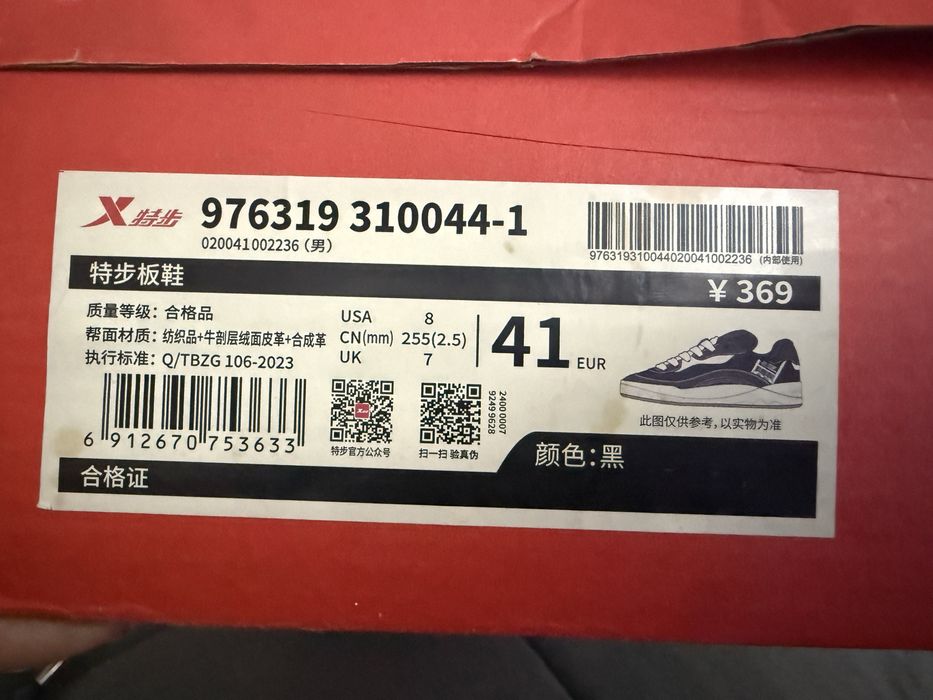 X 特步 976319 310044-1
020041002236（男）
976319310044020041002236 (内部使用)
特步板鞋
¥ 369
质量等级：合格品
帮面材质：纺织品+牛剖层绒面皮革+合成革
执行标准：Q/TBZG 106-2023
USA 8
CN(mm) 255(2.5)
UK 7
41 EUR
6 912670 753633
特步官方公众号
扫一扫 验真伪
24000007
92499628
此图仅供参考，以实物为准
颜色：黑
合格证